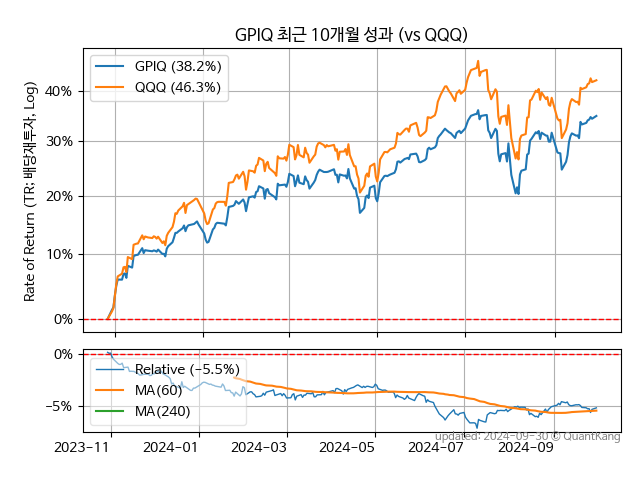 GPIQ 최근 10개월 성과 (vs QQQ)
Rate of Return (TR: 배당재투자, Log)
GPIQ (38.2%)
QQQ (46.3%)
40%
30%
20%
10%
0%
0%
−5%
Relative (−5.5%)
MA(60)
MA(240)
2023-11
2024-01
2024-03
2024-05
2024-07
2024-09
updated: 2024-09-30 © QuantKang